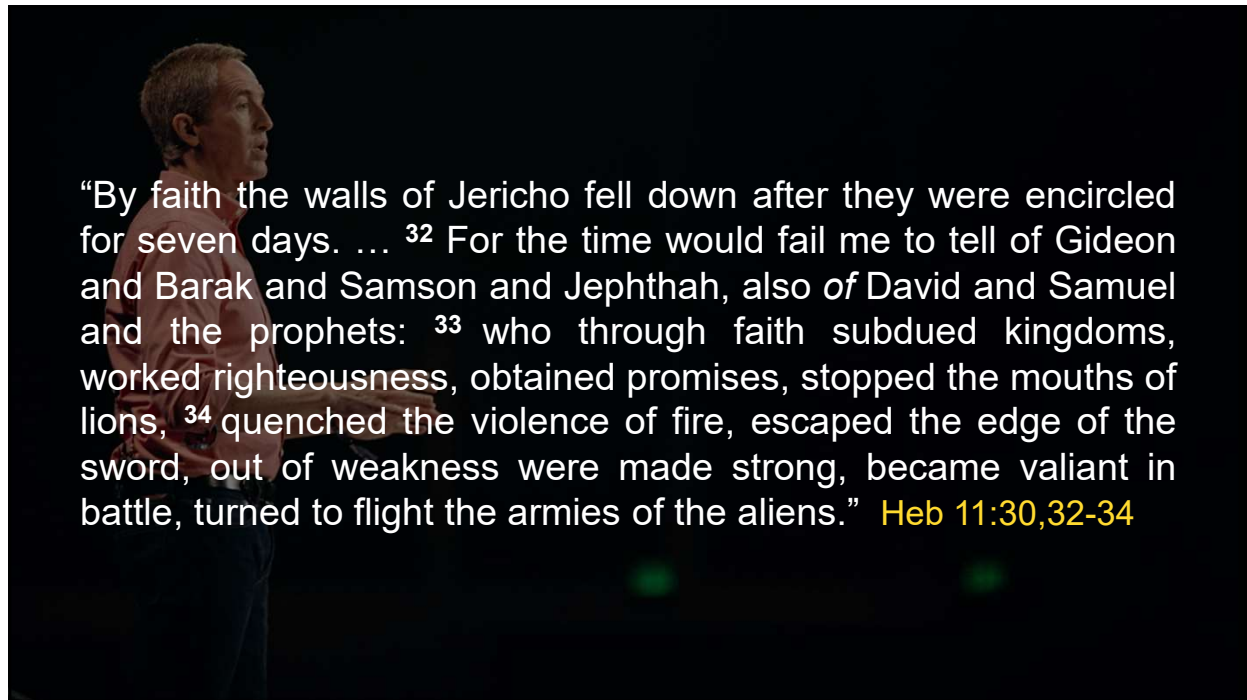 “By faith the walls of Jericho fell down after they were encircled
for seven days. … 32 For the time would fail me to tell of Gideon
and Barak and Samson and Jephthah, also of David and Samuel
and the prophets: 33 who through faith subdued kingdoms,
worked righteousness, obtained promises, stopped the mouths of
lions, 34 quenched the violence of fire, escaped the edge of the
sword, out of weakness were made strong, became valiant in
battle, turned to flight the armies of the aliens.” Heb 11:30,32-34